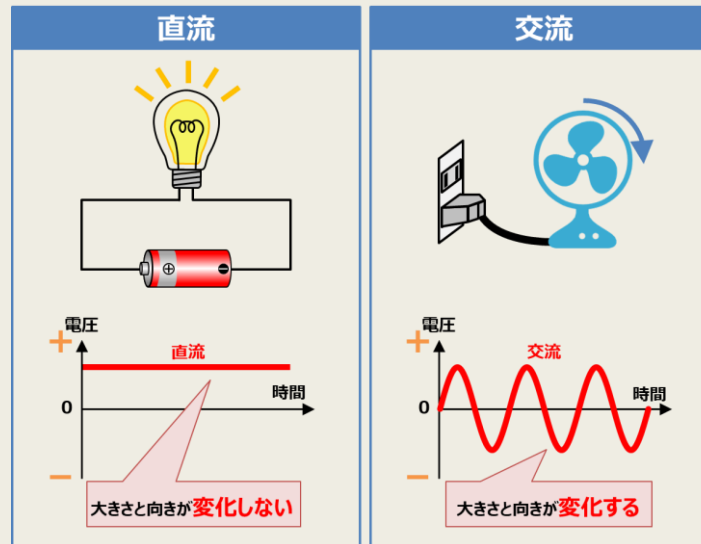 直流
⊕
⊖
電圧
+
直流
時間
0
−
大きさと向きが変化しない
交流
電圧
+
交流
時間
0
−
大きさと向きが変化する